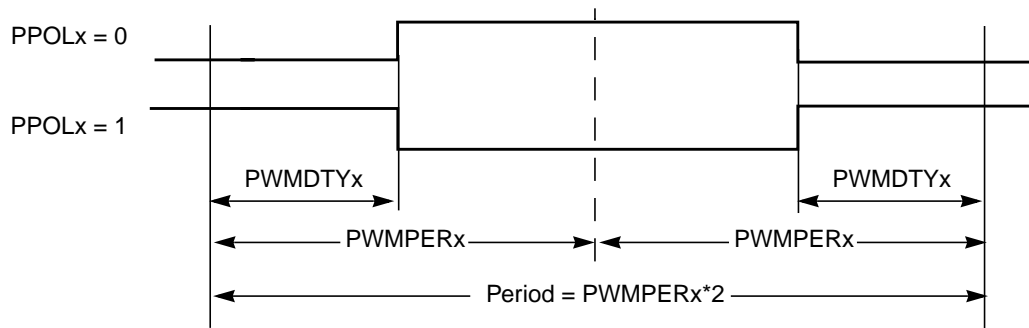 PPOLx = 0
PPOLx = 1
PWMDTYx PWMDTYx
PWMPERx PWMPERx
Period = PWMPERx*2